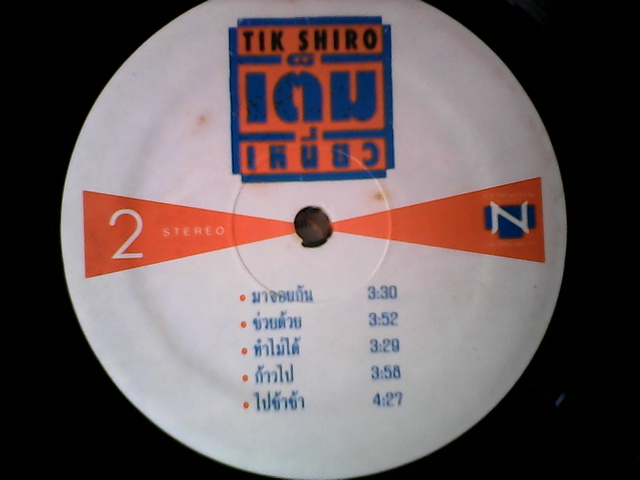 TIK SHIRO
เต็ม
เหนี่ยว
2 STEREO N
• มาจอยกัน 3:30
• ช่วยด้วย 3:52
• ทำไม่ได้ 3:29
• ก้าวไป 3:58
• ไปช้าช้า 4:27